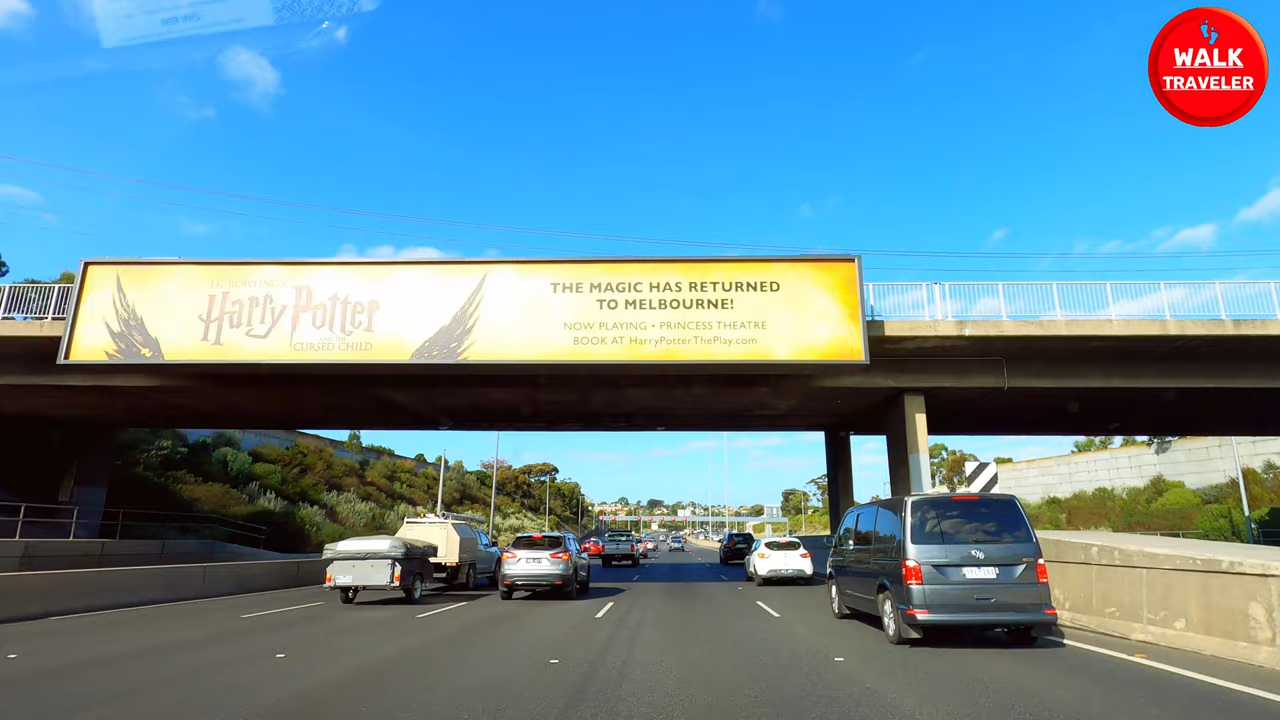 WALK
TRAVELER
J.K. ROWLING'S
Harry Potter
AND THE
CURSED CHILD
THE MAGIC HAS RETURNED
TO MELBOURNE!
NOW PLAYING • PRINCESS THEATRE
BOOK AT HarryPotterThePlay.com